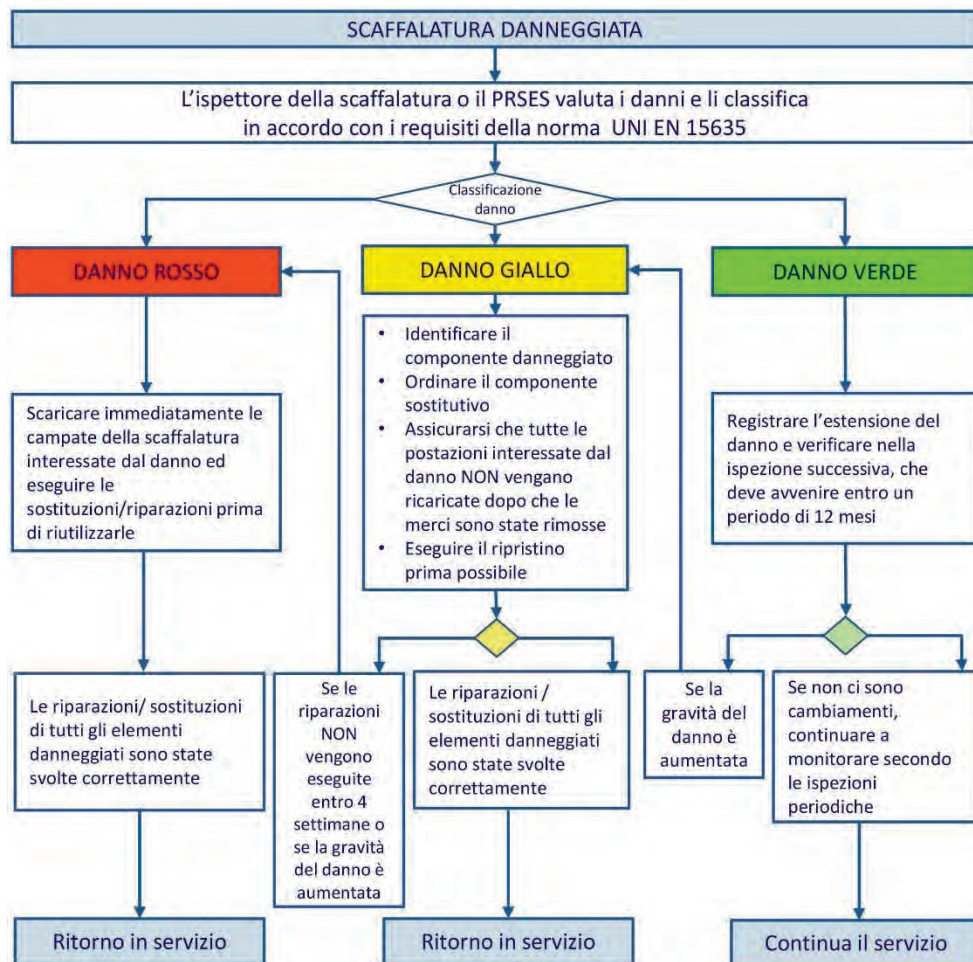 SCAFFALATURA DANNEGGIATA
L'ispettore della scaffalatura o il PRSES valuta i danni e li classifica
in accordo con i requisiti della norma UNI EN 15635
Classificazione
danno
DANNO ROSSO
DANNO GIALLO
DANNO VERDE
Scaricare immediatamente le
campate della scaffalatura
interessate dal danno ed
eseguire le
sostituzioni/riparazioni prima
di riutilizzarle
• Identificare il
componente danneggiato
• Ordinare il componente
sostitutivo
• Assicurarsi che tutte le
postazioni interessate dal
danno NON vengano
ricaricate dopo che le
merci sono state rimosse
• Eseguire il ripristino
prima possibile
Registrare l'estensione del
danno e verificare nella
ispezione successiva, che
deve avvenire entro un
periodo di 12 mesi
Le riparazioni/ sostituzioni
di tutti gli elementi
danneggiati sono state
svolte correttamente
Se le
riparazioni
NON
vengono
eseguite
entro 4
settimane o
se la gravità
del danno è
aumentata
Le riparazioni /
sostituzioni di tutti gli
elementi danneggiati
sono state svolte
correttamente
Se la
gravità del
danno è
aumentata
Se non ci sono
cambiamenti,
continuare a
monitorare secondo
le ispezioni
periodiche
Ritorno in servizio
Ritorno in servizio
Continua il servizio